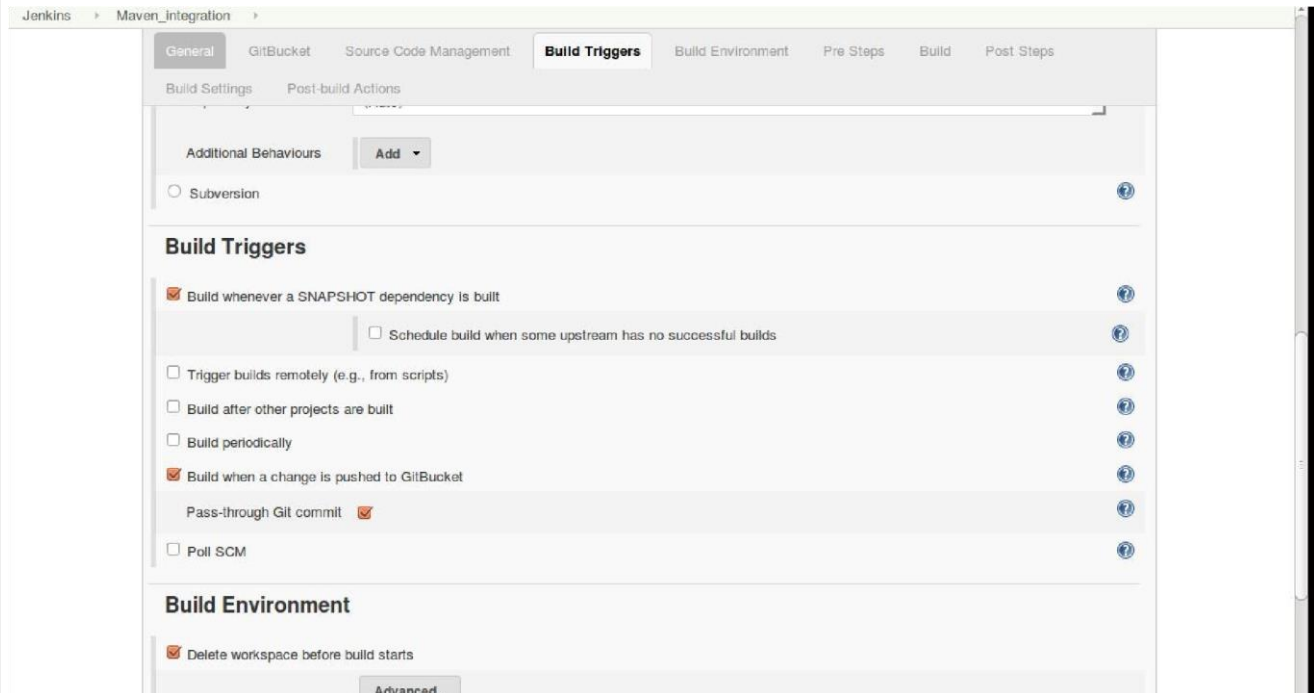 Jenkins Maven_integration
General GitBucket Source Code Management Build Triggers Build Environment Pre Steps Build Post Steps
Build Settings Post-build Actions
Additional Behaviours Add
Subversion
Build Triggers
Build whenever a SNAPSHOT dependency is built
Schedule build when some upstream has no successful builds
Trigger builds remotely (e.g., from scripts)
Build after other projects are built
Build periodically
Build when a change is pushed to GitBucket
Pass-through Git commit
Poll SCM
Build Environment
Delete workspace before build starts
Advanced...